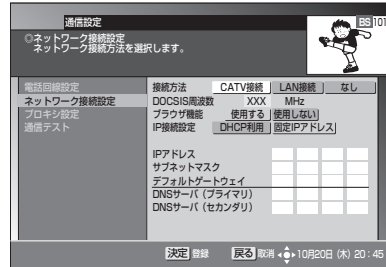 通信設定
BS 101
◎ネットワーク接続設定
ネットワーク接続方法を選択します。
電話回線設定
ネットワーク接続設定
プロキシ設定
通信テスト
接続方法 CATV接続 LAN接続 なし
DOCSIS周波数 XXX MHz
ブラウザ機能 使用する 使用しない
IP接続設定 DHCP利用 固定IPアドレス
IPアドレス
サブネットマスク
デフォルトゲートウェイ
DNSサーバ（プライマリ）
DNSサーバ（セカンダリ）
決定 登録 戻る 取消 10月20日 (木) 20:45